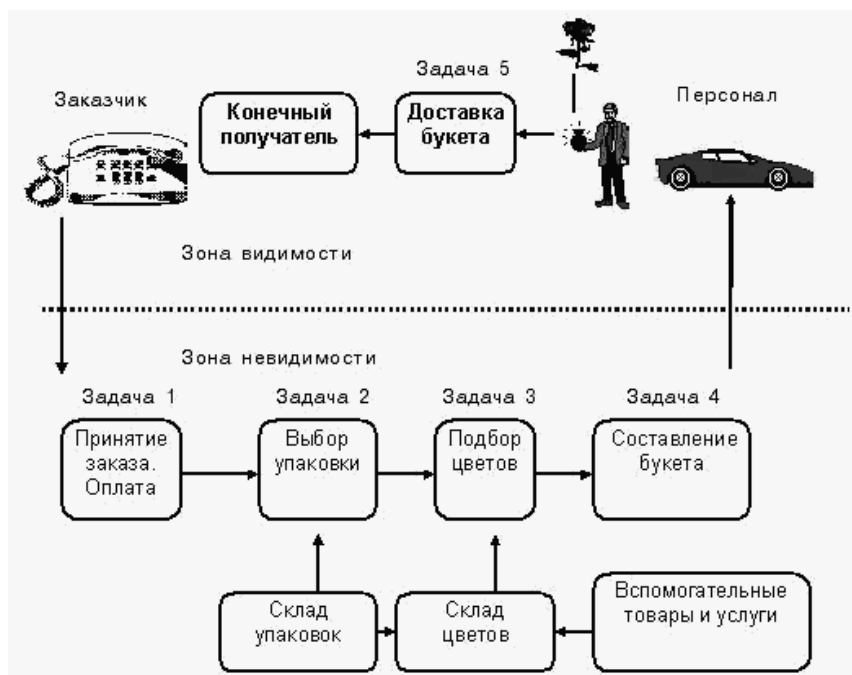 Задача 5
Заказчик
Персонал
Конечный
получатель
Доставка
букета
Зона видимости
Зона невидимости
Задача 1
Задача 2
Задача 3
Задача 4
Принятие
заказа.
Оплата
Выбор
упаковки
Подбор
цветов
Составление
букета
Склад
упаковок
Склад
цветов
Вспомогательные
товары и услуги